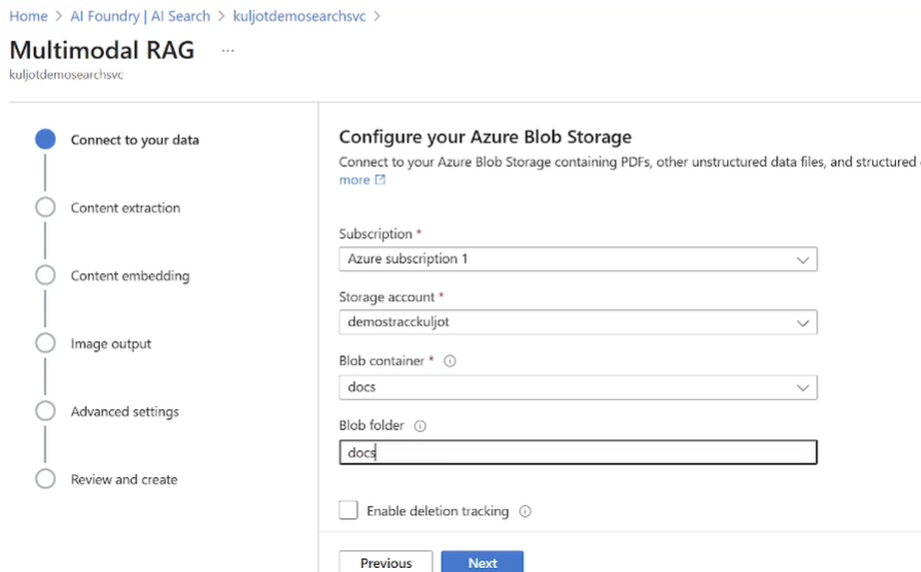 Home > AI Foundry | AI Search > kuljotdemosearchsvc >
Multimodal RAG ...
kuljotdemosearchsvc
Connect to your data
Content extraction
Content embedding
Image output
Advanced settings
Review and create
Configure your Azure Blob Storage
Connect to your Azure Blob Storage containing PDFs, other unstructured data files, and structured
more
Subscription *
Azure subscription 1
Storage account *
demostracckuljot
Blob container *
docs
Blob folder
docs
Enable deletion tracking
Previous
Next